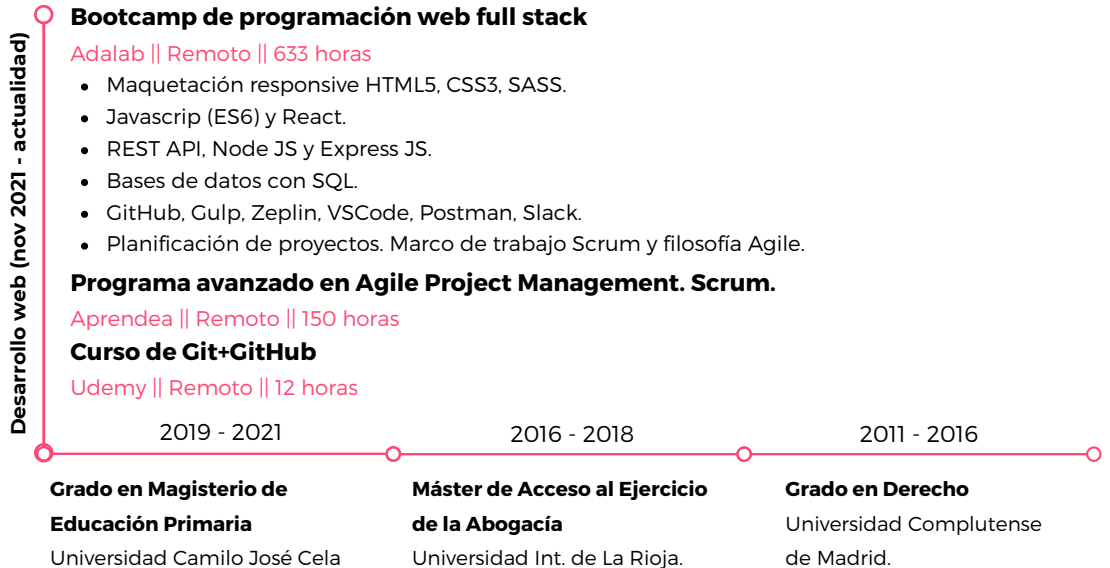 Desarrollo web (nov 2021 - actualidad)
Bootcamp de programación web full stack
Adalab || Remoto || 633 horas
• Maquetación responsive HTML5, CSS3, SASS.
• Javascrip (ES6) y React.
• REST API, Node JS y Express JS.
• Bases de datos con SQL.
• GitHub, Gulp, Zeplin, VSCode, Postman, Slack.
• Planificación de proyectos. Marco de trabajo Scrum y filosofía Agile.
Programa avanzado en Agile Project Management. Scrum.
Aprendea || Remoto || 150 horas
Curso de Git+GitHub
Udemy || Remoto || 12 horas
2019 - 2021
Grado en Magisterio de
Educación Primaria
Universidad Camilo José Cela
2016 - 2018
Máster de Acceso al Ejercicio
de la Abogacía
Universidad Int. de La Rioja.
2011 - 2016
Grado en Derecho
Universidad Complutense
de Madrid.